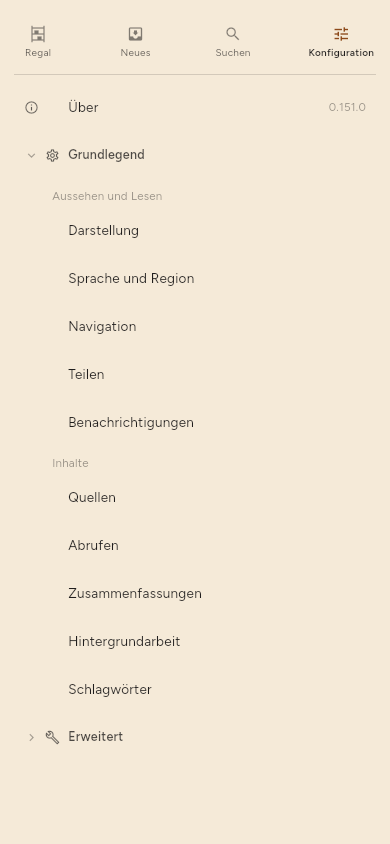 Regal
Neues
Suchen
Konfiguration
Über
0.151.0
Grundlegend
Aussehen und Lesen
Darstellung
Sprache und Region
Navigation
Teilen
Benachrichtigungen
Inhalte
Quellen
Abrufen
Zusammenfassungen
Hintergrundarbeit
Schlagwörter
Erweitert